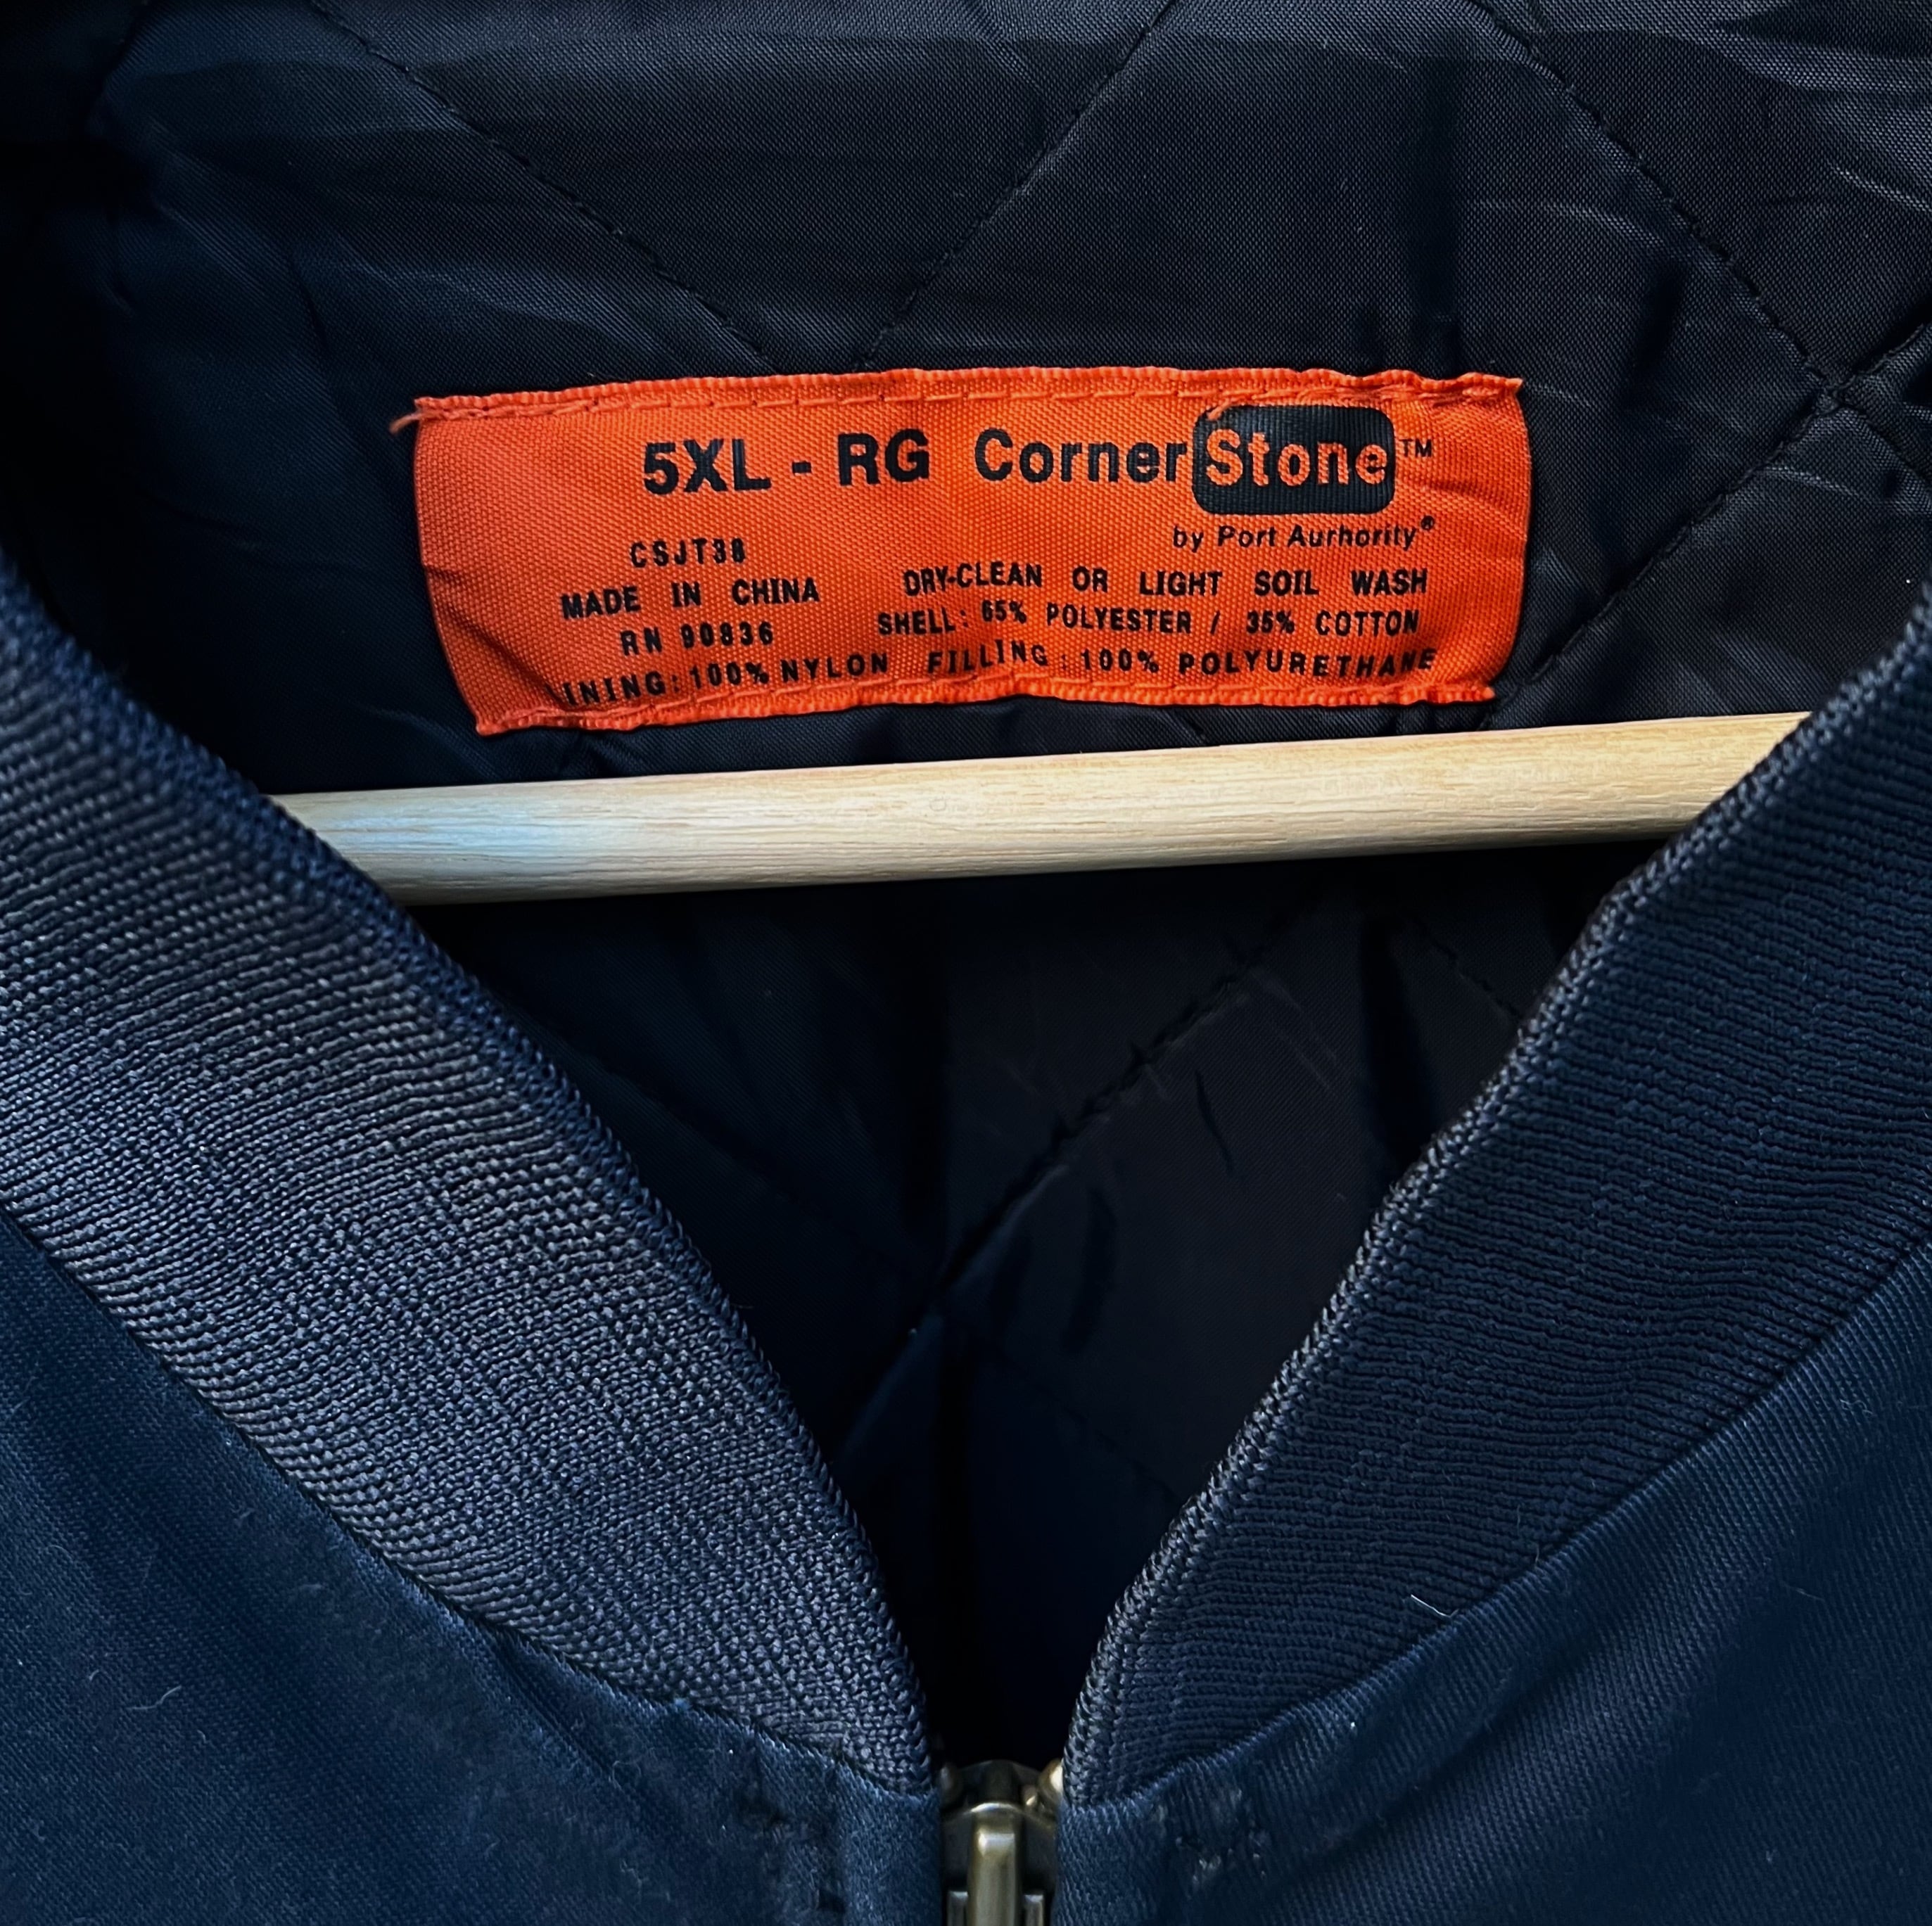 5XL - RG CornerStone™
by Port Aurhority®
CSJT38
MADE IN CHINA
RN 90836
DRY-CLEAN OR LIGHT SOIL WASH
SHELL: 65% POLYESTER / 35% COTTON
INING: 100% NYLON FILLING: 100% POLYURETHANE